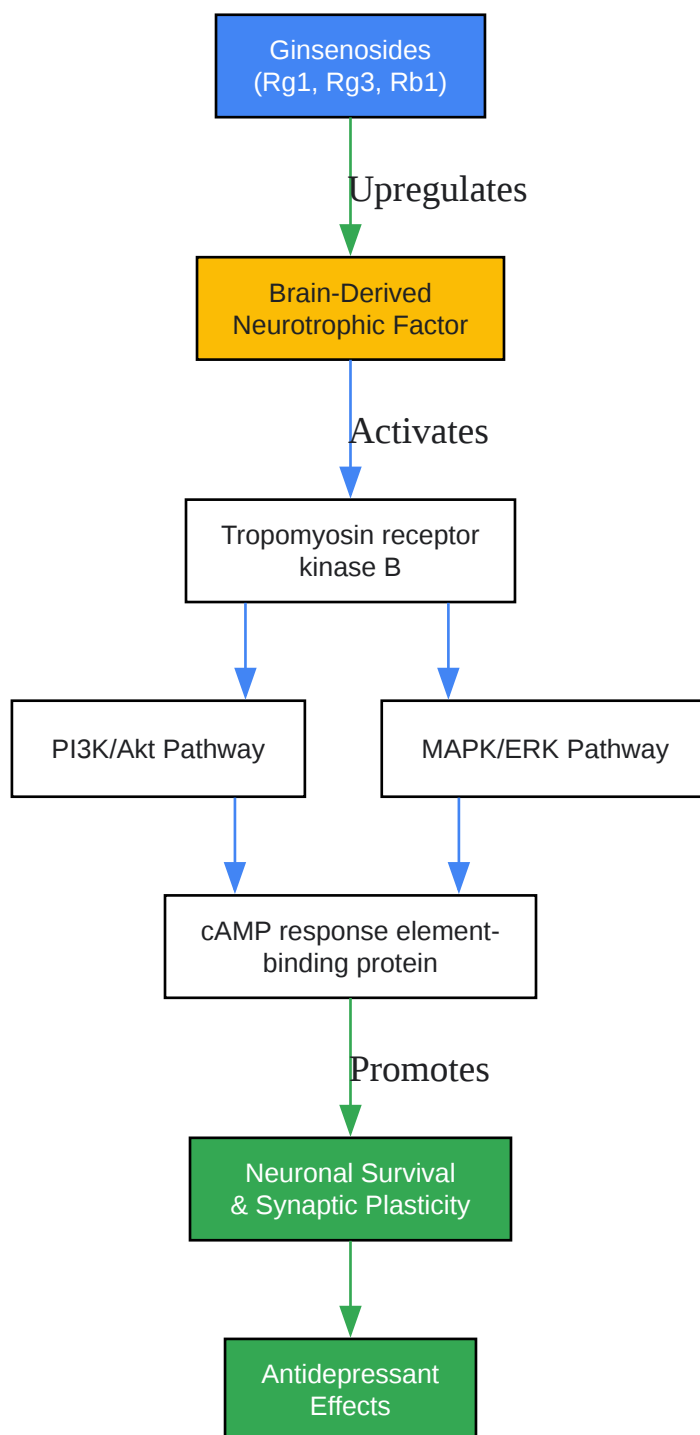 Ginsenosides
(Rg1, Rg3, Rb1)
Upregulates
Brain-Derived
Neurotrophic Factor
Activates
Tropomyosin receptor
kinase B
PI3K/Akt Pathway
MAPK/ERK Pathway
cAMP response element-
binding protein
Promotes
Neuronal Survival
& Synaptic Plasticity
Antidepressant
Effects